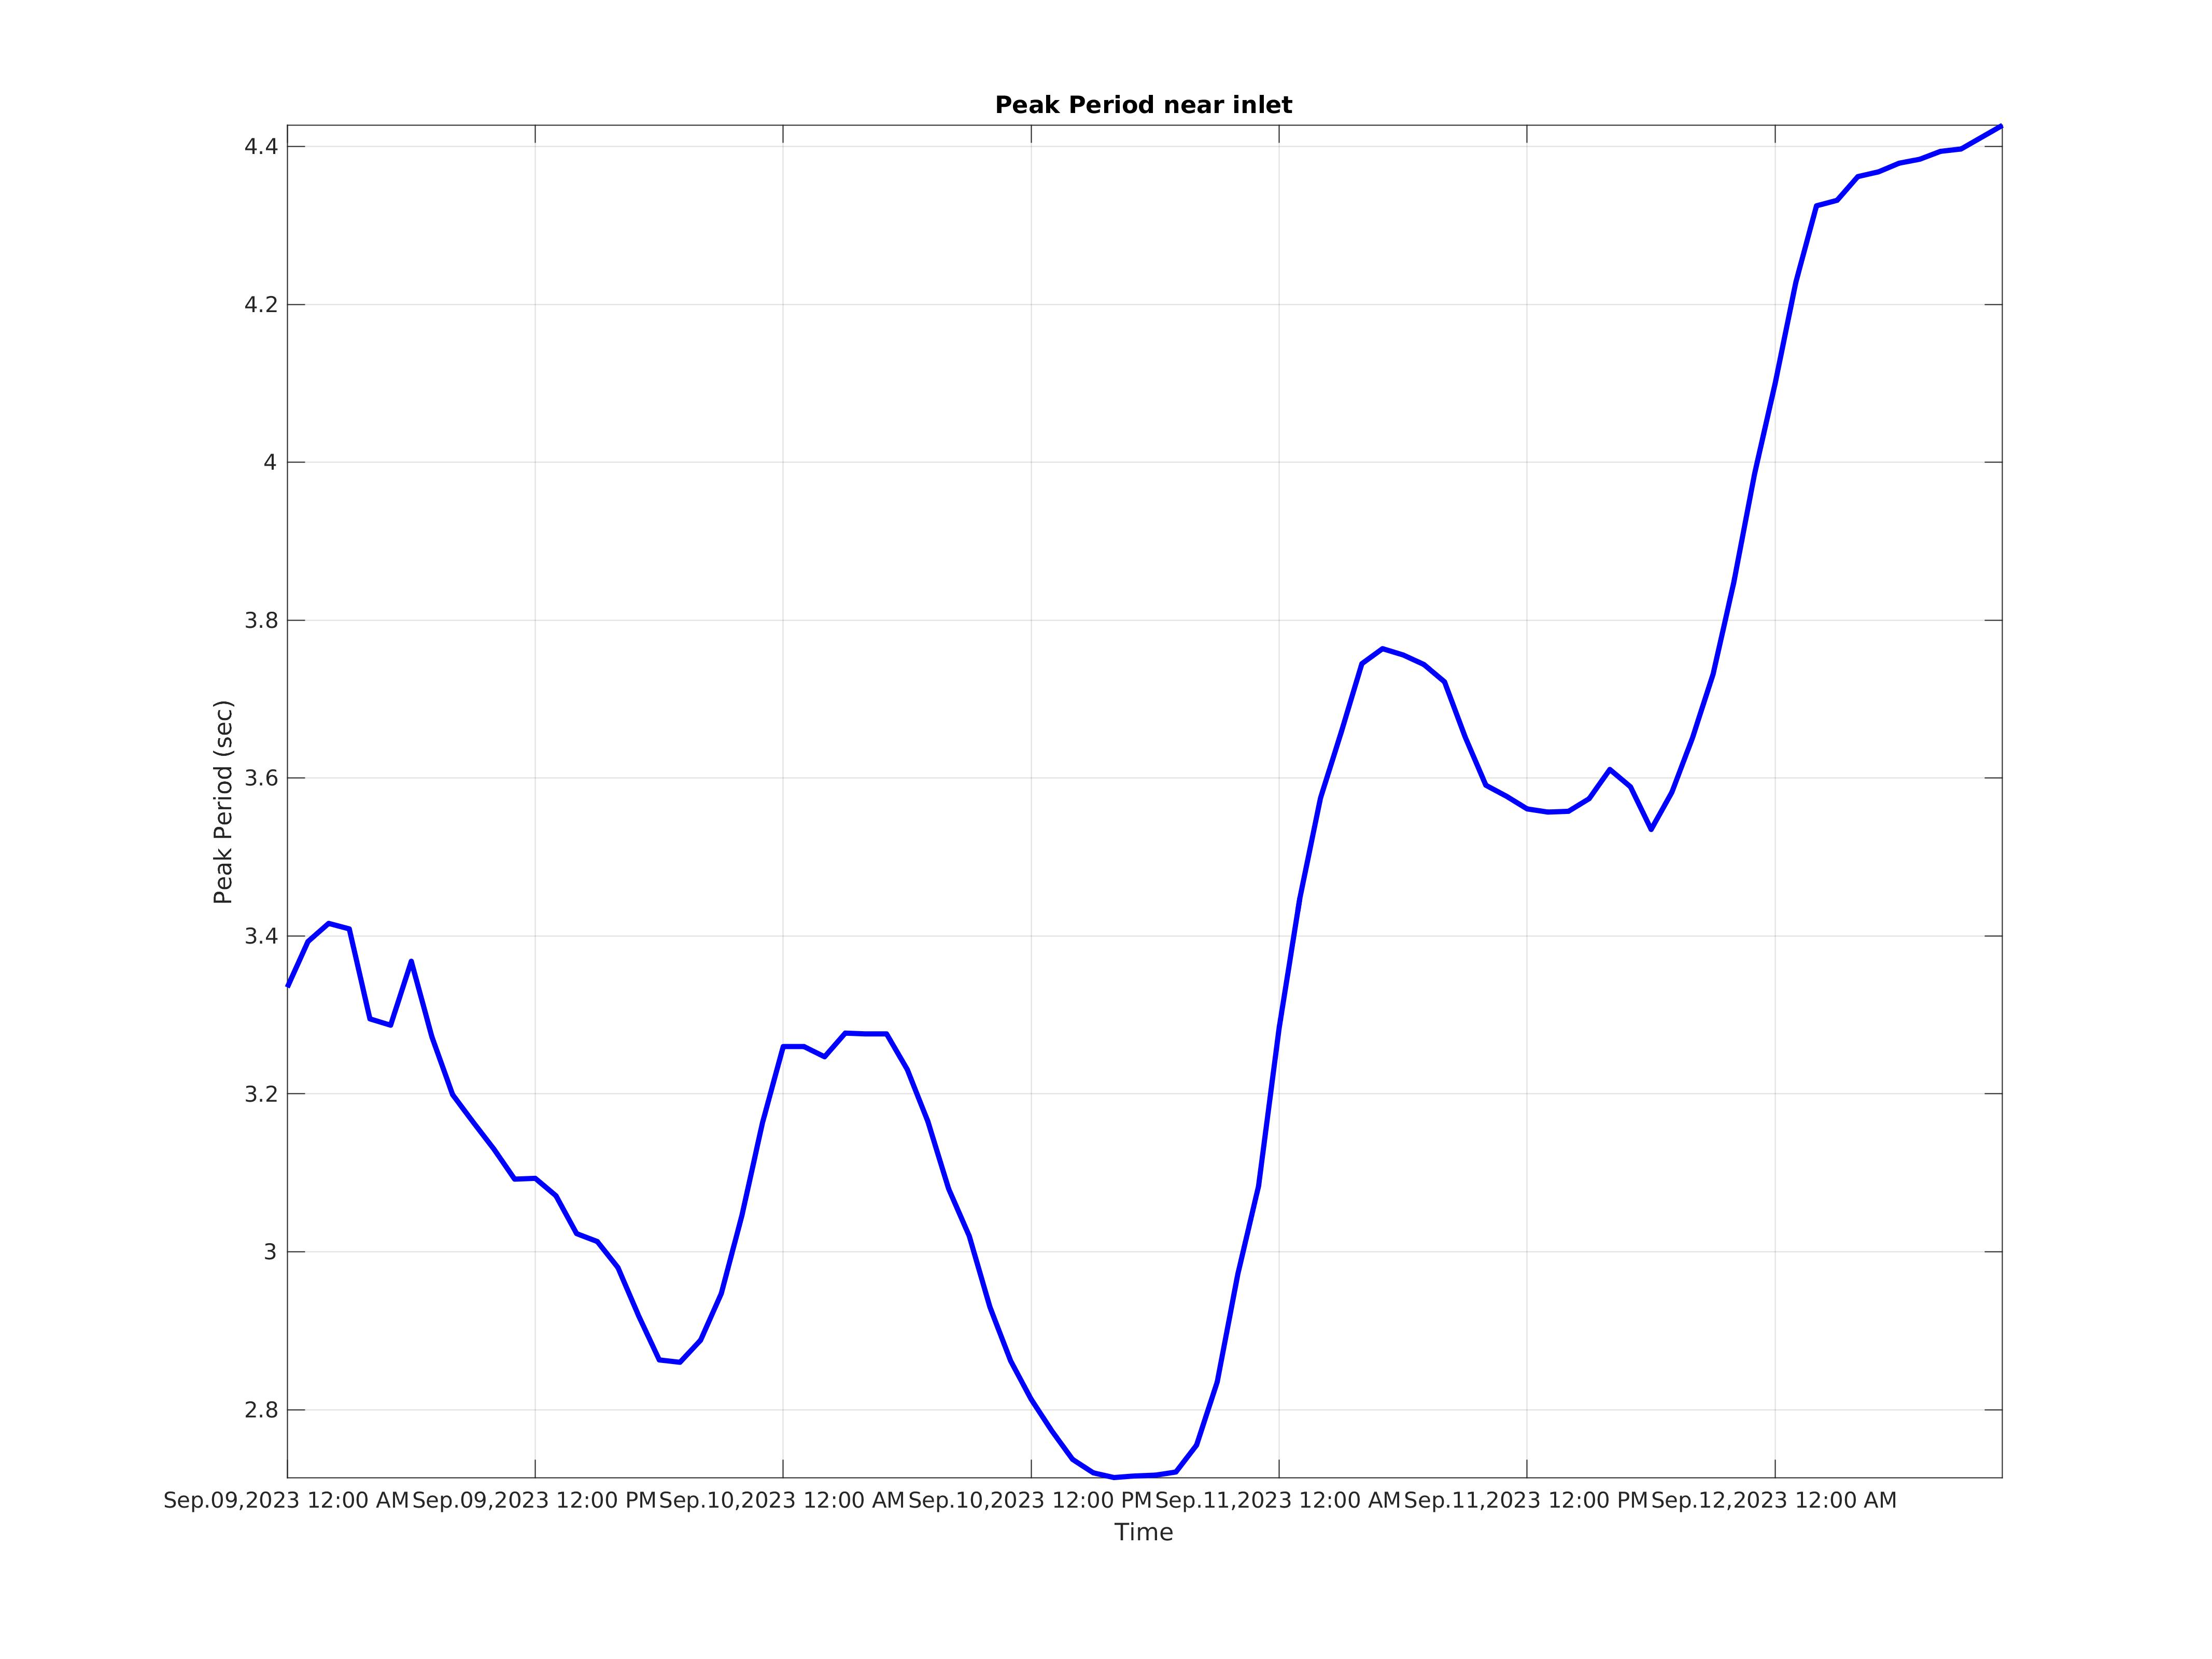 Peak Period near inlet
4.4
4.2
4
3.8
3.6
3.4
3.2
3
2.8
Peak Period (sec)
Sep.09,2023 12:00 AM Sep.09,2023 12:00 PM Sep.10,2023 12:00 AM Sep.10,2023 12:00 PM Sep.11,2023 12:00 AM Sep.11,2023 12:00 PM Sep.12,2023 12:00 AM
Time